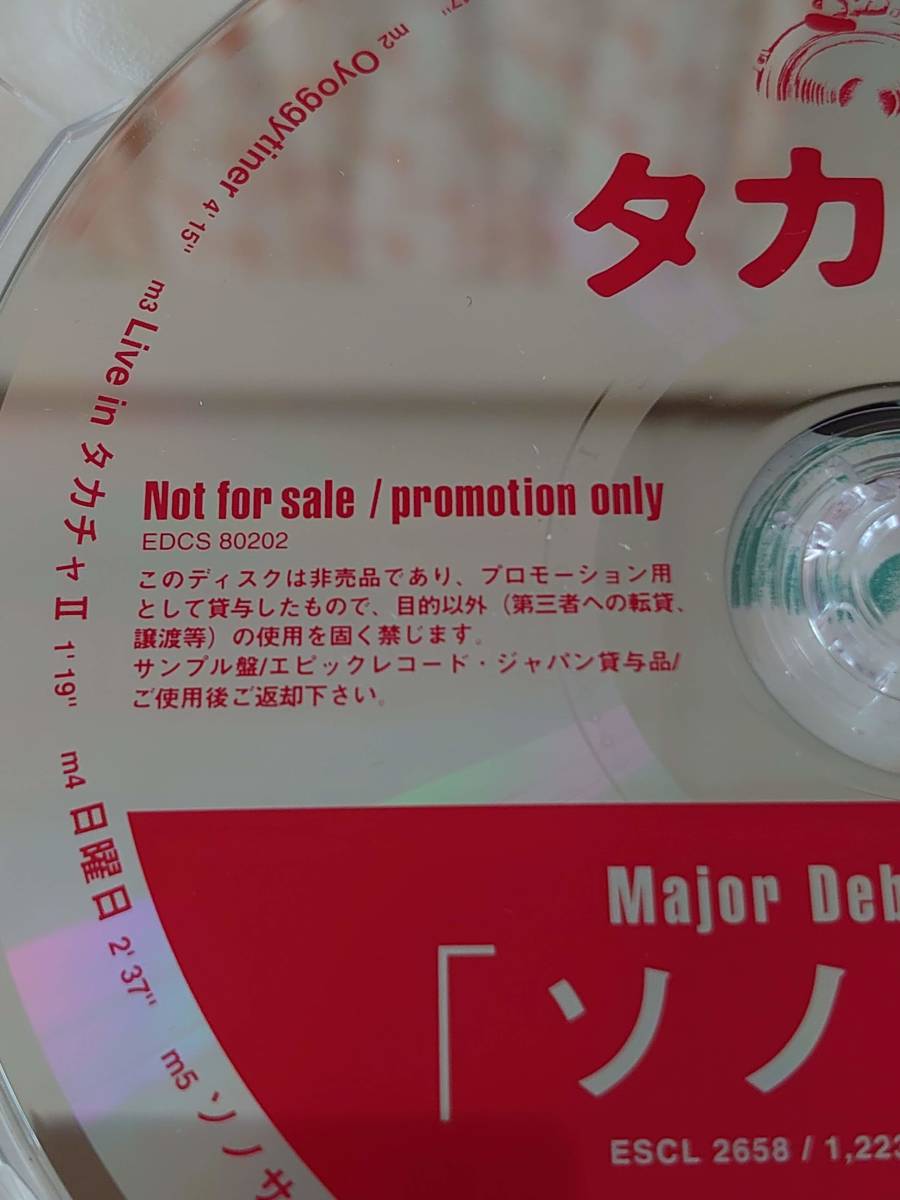 17"
m2 Oyoggytiner 4'15"
m3 Live in タカチャ II 1'19"
m4 日曜日 2'37"
m5 ソノサ
タカ
Not for sale / promotion only
EDCS 80202
このディスクは非売品であり、プロモーション用
として貸与したもので、目的以外（第三者への転貸、
譲渡等）の使用を固く禁じます。
サンプル盤/エピックレコード・ジャパン貸与品/
ご使用後ご返却下さい。
Major Deb
「ソノ
ESCL 2658 / 1,223